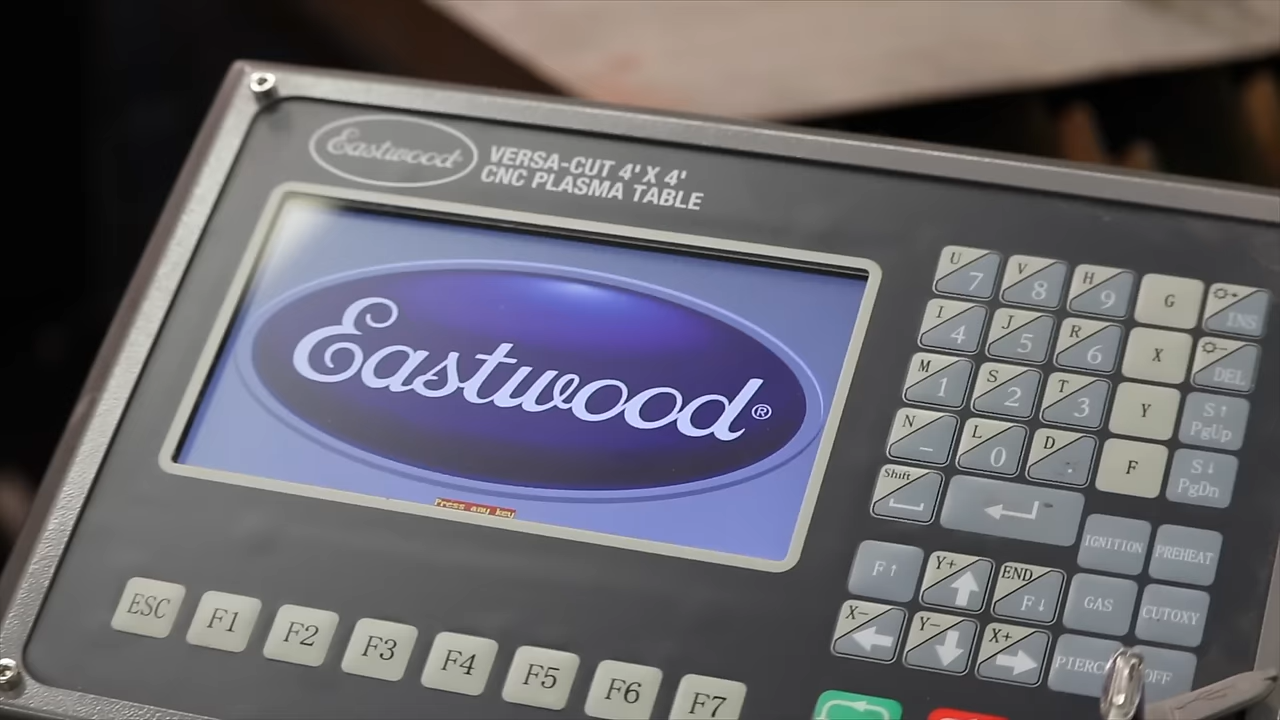 Eastwood
VERSA-CUT 4' X 4'
CNC PLASMA TABLE
Eastwood®
Press any key
U 7 V 8 H 9 G INS
I 4 J 5 R 6 X DEL
M 1 S 2 T 3 Y S↑ PgUp
N _ L 0 D . F S↓ PgDn
Shift
IGNITION PREHEAT
F↑ Y+ END F↓ GAS CUTOXY
X- Y- X+ PIERC OFF
ESC F1 F2 F3 F4 F5 F6 F7